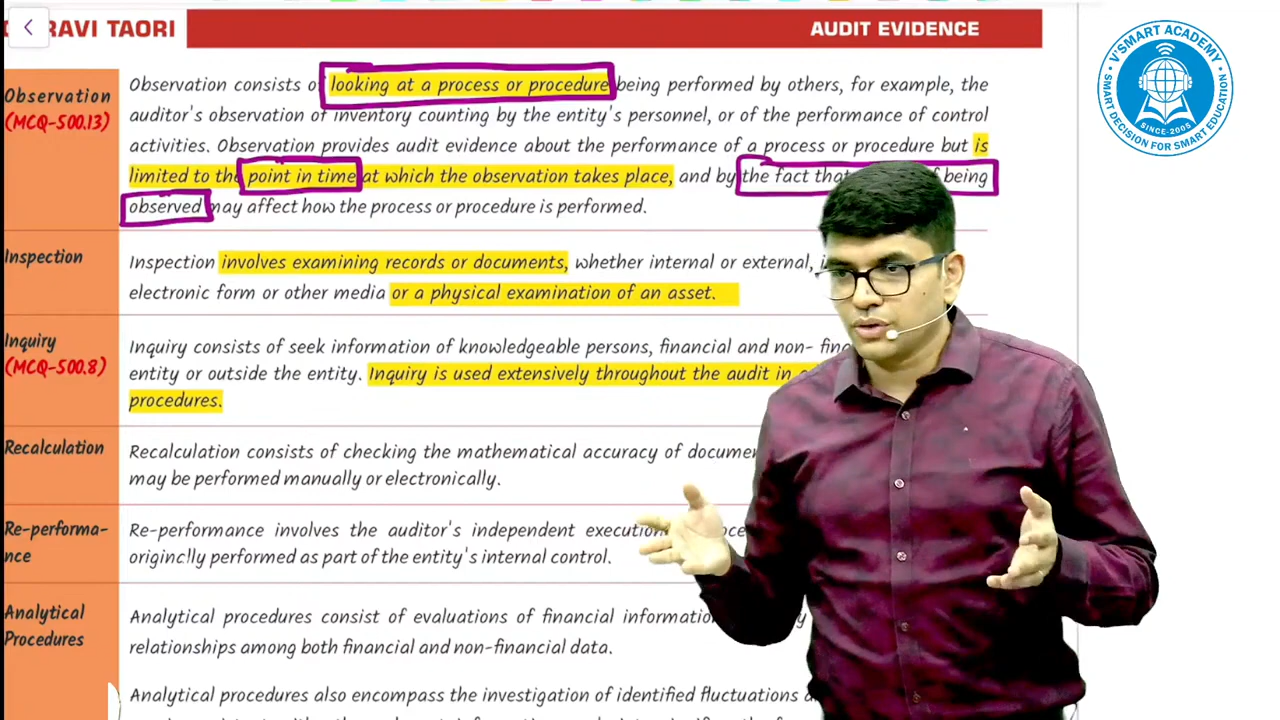 RAVI TAORI
AUDIT EVIDENCE
V'SMART ACADEMY
SINCE-2005
SMART DECISION FOR SMART EDUCATION
Observation
(MCQ-500.13)
Observation consists of looking at a process or procedure being performed by others, for example, the
auditor's observation of inventory counting by the entity's personnel, or of the performance of control
activities. Observation provides audit evidence about the performance of a process or procedure but is
limited to the point in time at which the observation takes place, and by the fact that being
observed may affect how the process or procedure is performed.
Inspection
Inspection involves examining records or documents, whether internal or external,
electronic form or other media or a physical examination of an asset.
Inquiry
(MCQ-500.8)
Inquiry consists of seek information of knowledgeable persons, financial and non-
entity or outside the entity. Inquiry is used extensively throughout the audit in
procedures.
Recalculation
Recalculation consists of checking the mathematical accuracy of
may be performed manually or electronically.
Re-performa-
nce
Re-performance involves the auditor's independent
originally performed as part of the entity's internal control.
Analytical
Procedures
Analytical procedures consist of evaluations of financial
relationships among both financial and non-financial data.
Analytical procedures also encompass the investigation of identified fluctuations